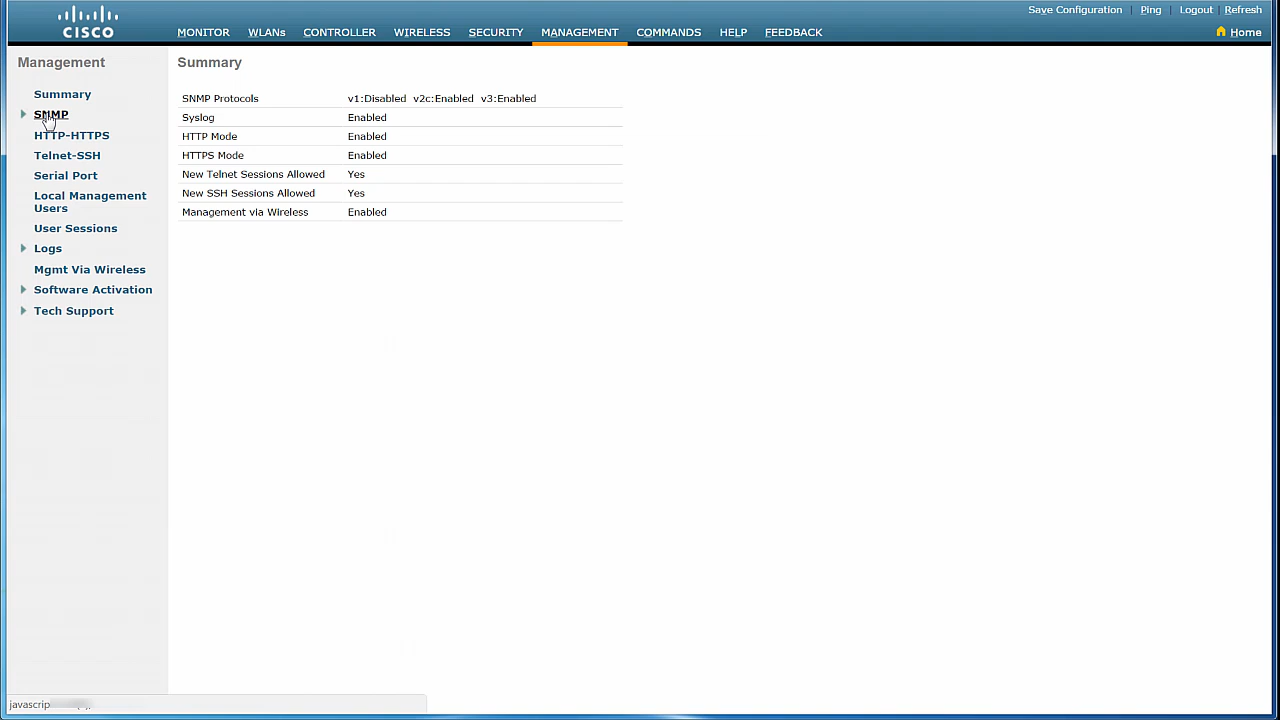 Save Configuration | Ping | Logout | Refresh
CISCO
MONITOR WLANs CONTROLLER WIRELESS SECURITY MANAGEMENT COMMANDS HELP FEEDBACK
Home
Management
Summary
SNMP
HTTP-HTTPS
Telnet-SSH
Serial Port
Local Management
Users
User Sessions
Logs
Mgmt Via Wireless
Software Activation
Tech Support
Summary
SNMP Protocols v1:Disabled v2c:Enabled v3:Enabled
Syslog Enabled
HTTP Mode Enabled
HTTPS Mode Enabled
New Telnet Sessions Allowed Yes
New SSH Sessions Allowed Yes
Management via Wireless Enabled